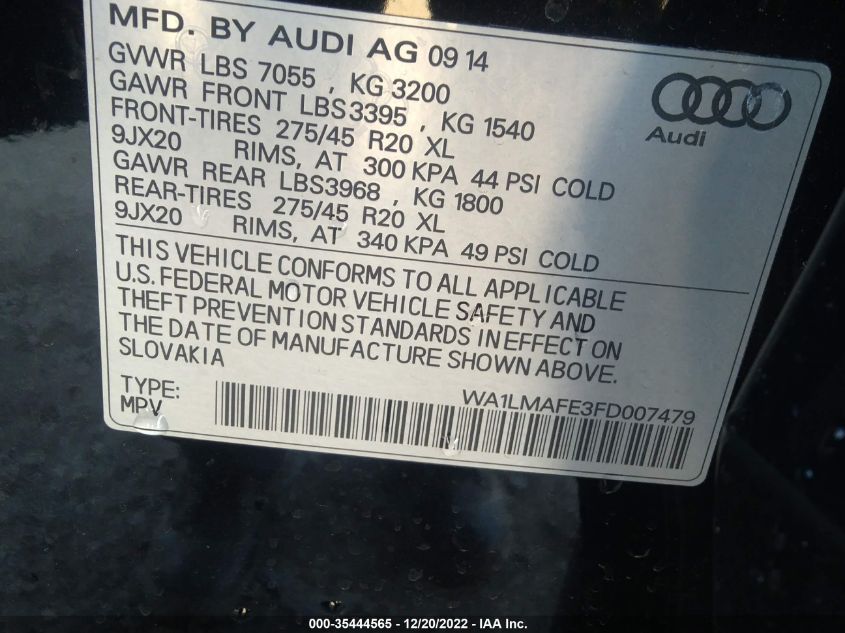 MFD. BY AUDI AG 09 14
GVWR LBS 7055 , KG 3200
GAWR FRONT LBS3395 , KG 1540
FRONT-TIRES 275/45 R20 XL
9JX20 RIMS, AT 300 KPA 44 PSI COLD
GAWR REAR LBS3968 , KG 1800
REAR-TIRES 275/45 R20 XL
9JX20 RIMS, AT 340 KPA 49 PSI COLD
Audi
THIS VEHICLE CONFORMS TO ALL APPLICABLE
U.S. FEDERAL MOTOR VEHICLE SAFETY AND
THEFT PREVENTION STANDARDS IN EFFECT ON
THE DATE OF MANUFACTURE SHOWN ABOVE.
SLOVAKIA
TYPE: WA1LMAFE3FD007479
MPV
000-35444565 - 12/20/2022 - IAA Inc.